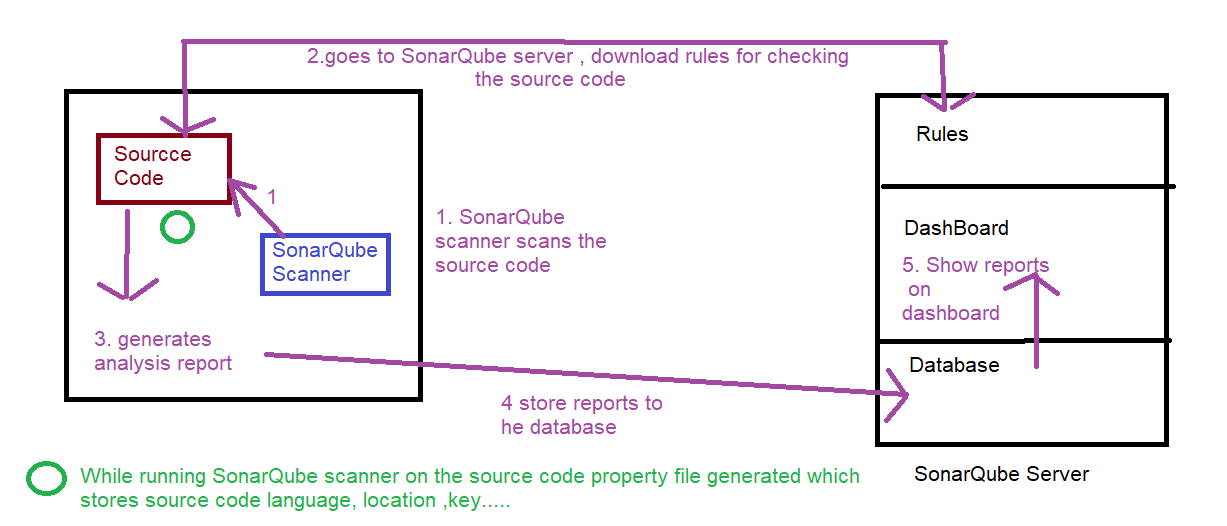 2.goes to SonarQube server , download rules for checking
the source code
Sourcce
Code
1
SonarQube
Scanner
1. SonarQube
scanner scans the
source code
3. generates
analysis report
4 store reports to
he database
Rules
DashBoard
5. Show reports
on
dashboard
Database
SonarQube Server
While running SonarQube scanner on the source code property file generated which
stores source code language, location ,key.....